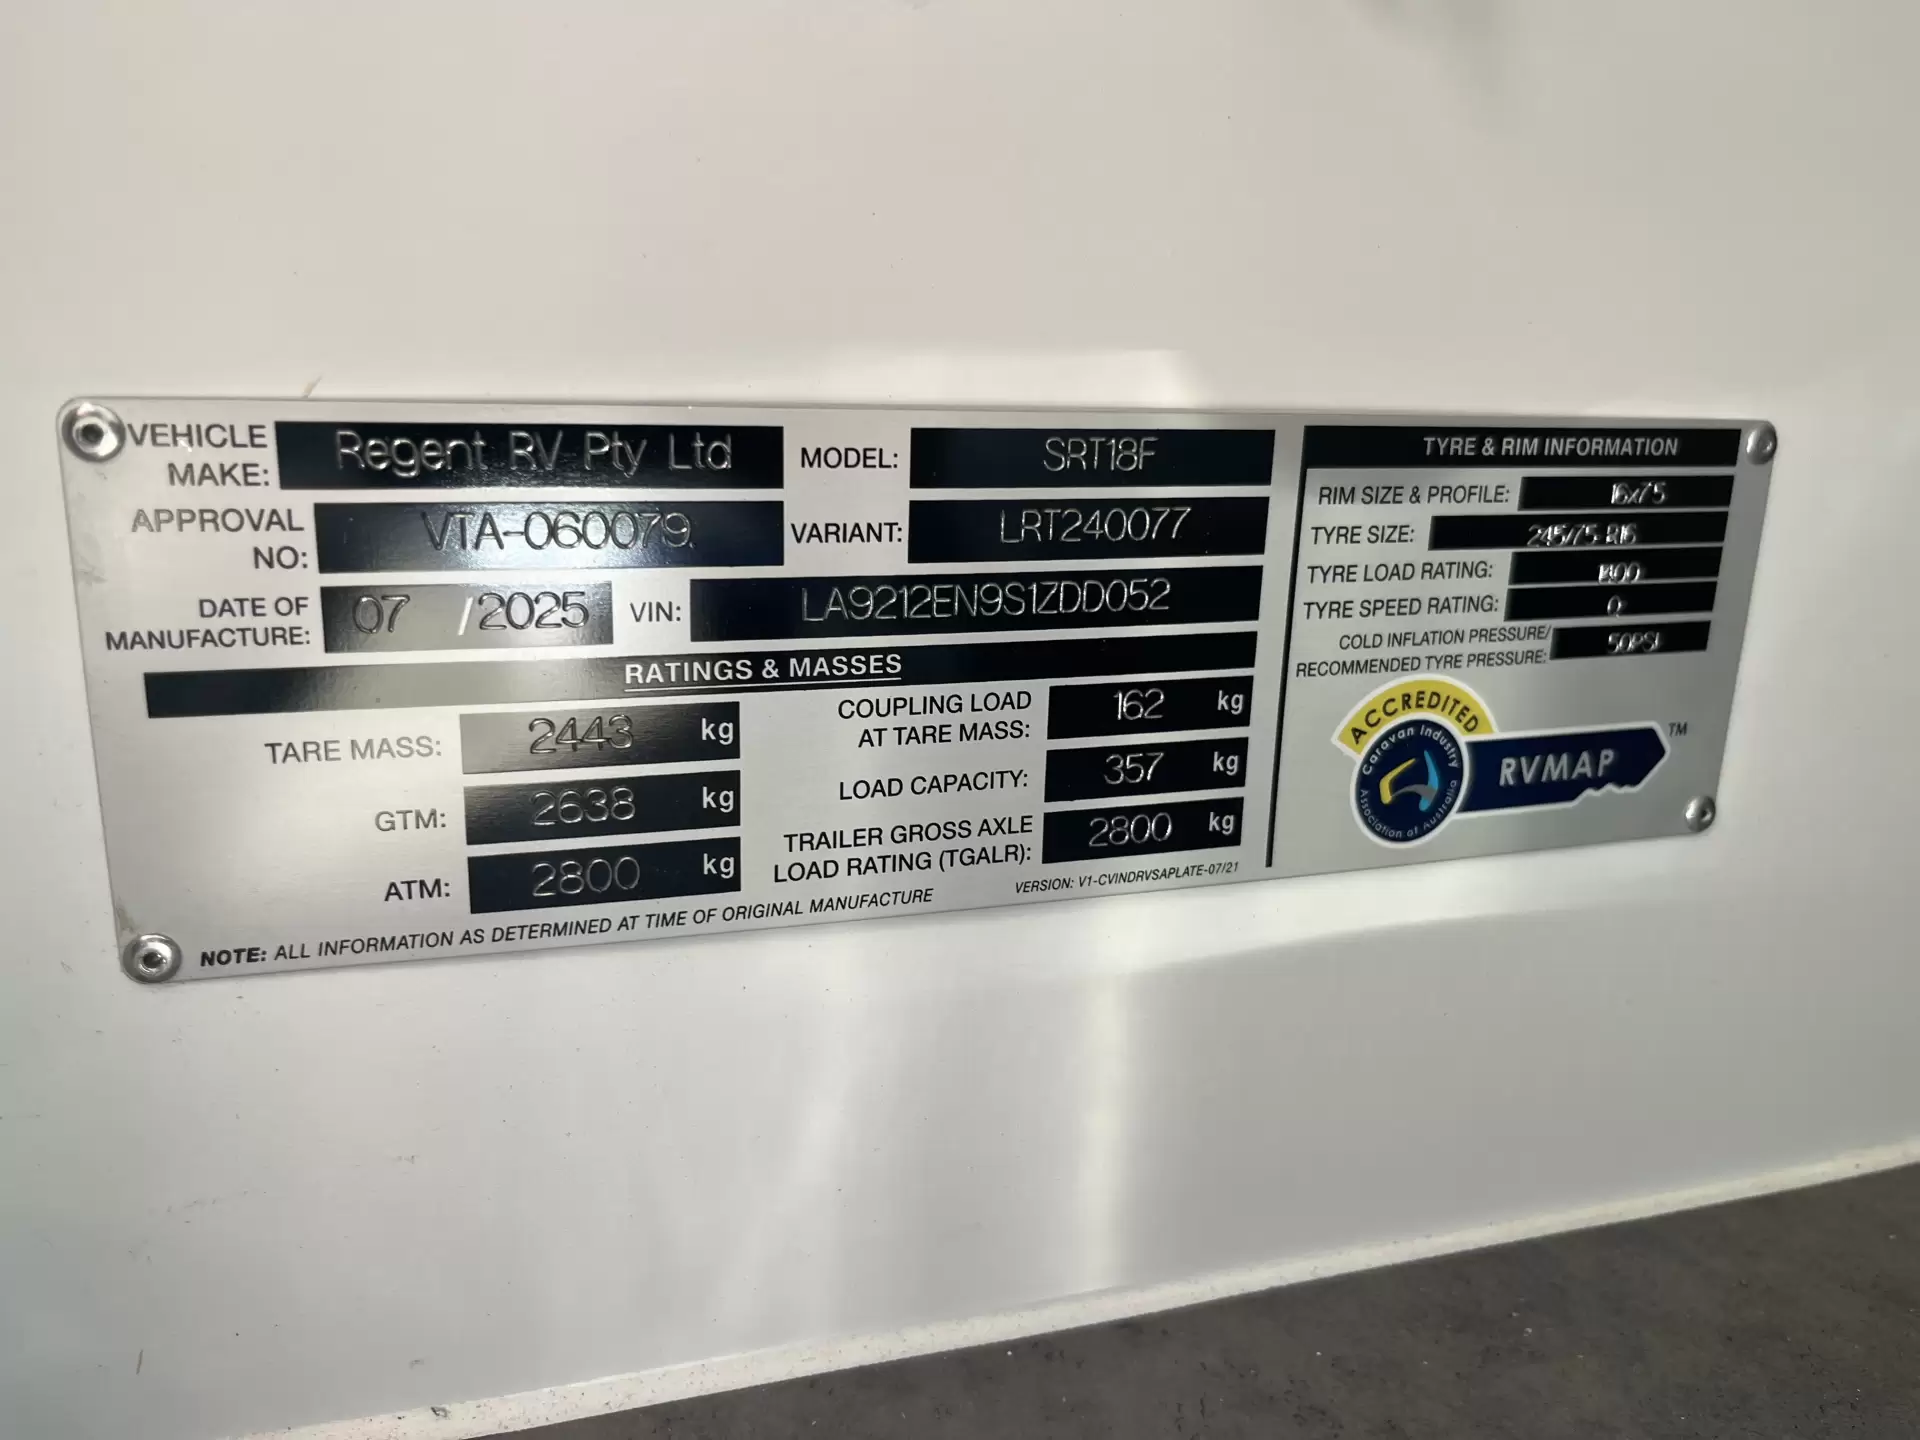 VEHICLE MAKE: Regent RV Pty Ltd MODEL: SRT18F
APPROVAL NO: VTA-060079 VARIANT: LRT240077
DATE OF MANUFACTURE: 07 /2025 VIN: LA9212EN9S1ZDD052
RATINGS & MASSES
TARE MASS: 2443 kg
GTM: 2638 kg
ATM: 2800 kg
COUPLING LOAD AT TARE MASS: 162 kg
LOAD CAPACITY: 357 kg
TRAILER GROSS AXLE LOAD RATING (TGALR): 2800 kg
NOTE: ALL INFORMATION AS DETERMINED AT TIME OF ORIGINAL MANUFACTURE
VERSION: V1-CVINDRVSAPLATE-07/21
TYRE & RIM INFORMATION
RIM SIZE & PROFILE: 16x7.5
TYRE SIZE: 245/75 R16
TYRE LOAD RATING: 1400
TYRE SPEED RATING: Q
COLD INFLATION PRESSURE/
RECOMMENDED TYRE PRESSURE: 50PSI
ACCREDITED
Caravan Industry Association of Australia
RVMAP TM